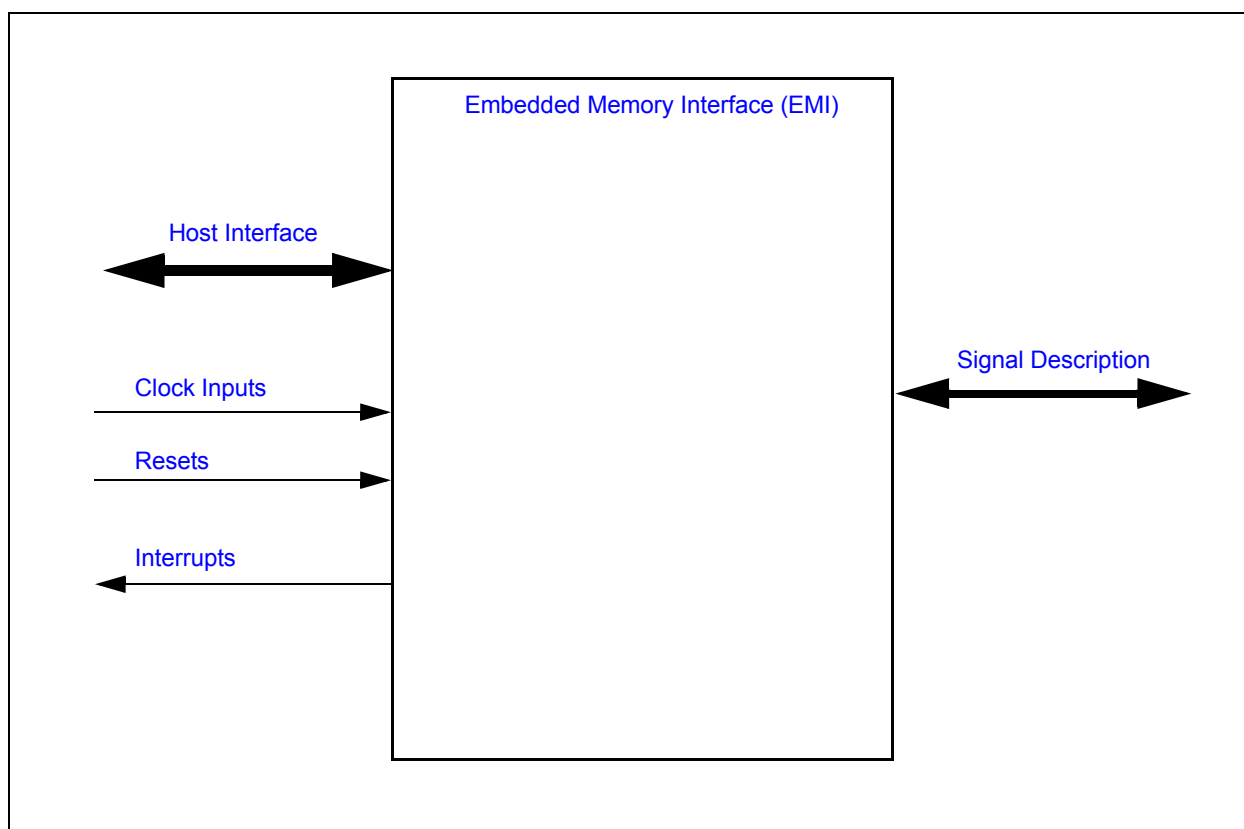 Embedded Memory Interface (EMI)
Host Interface
Signal Description
Clock Inputs
Resets
Interrupts